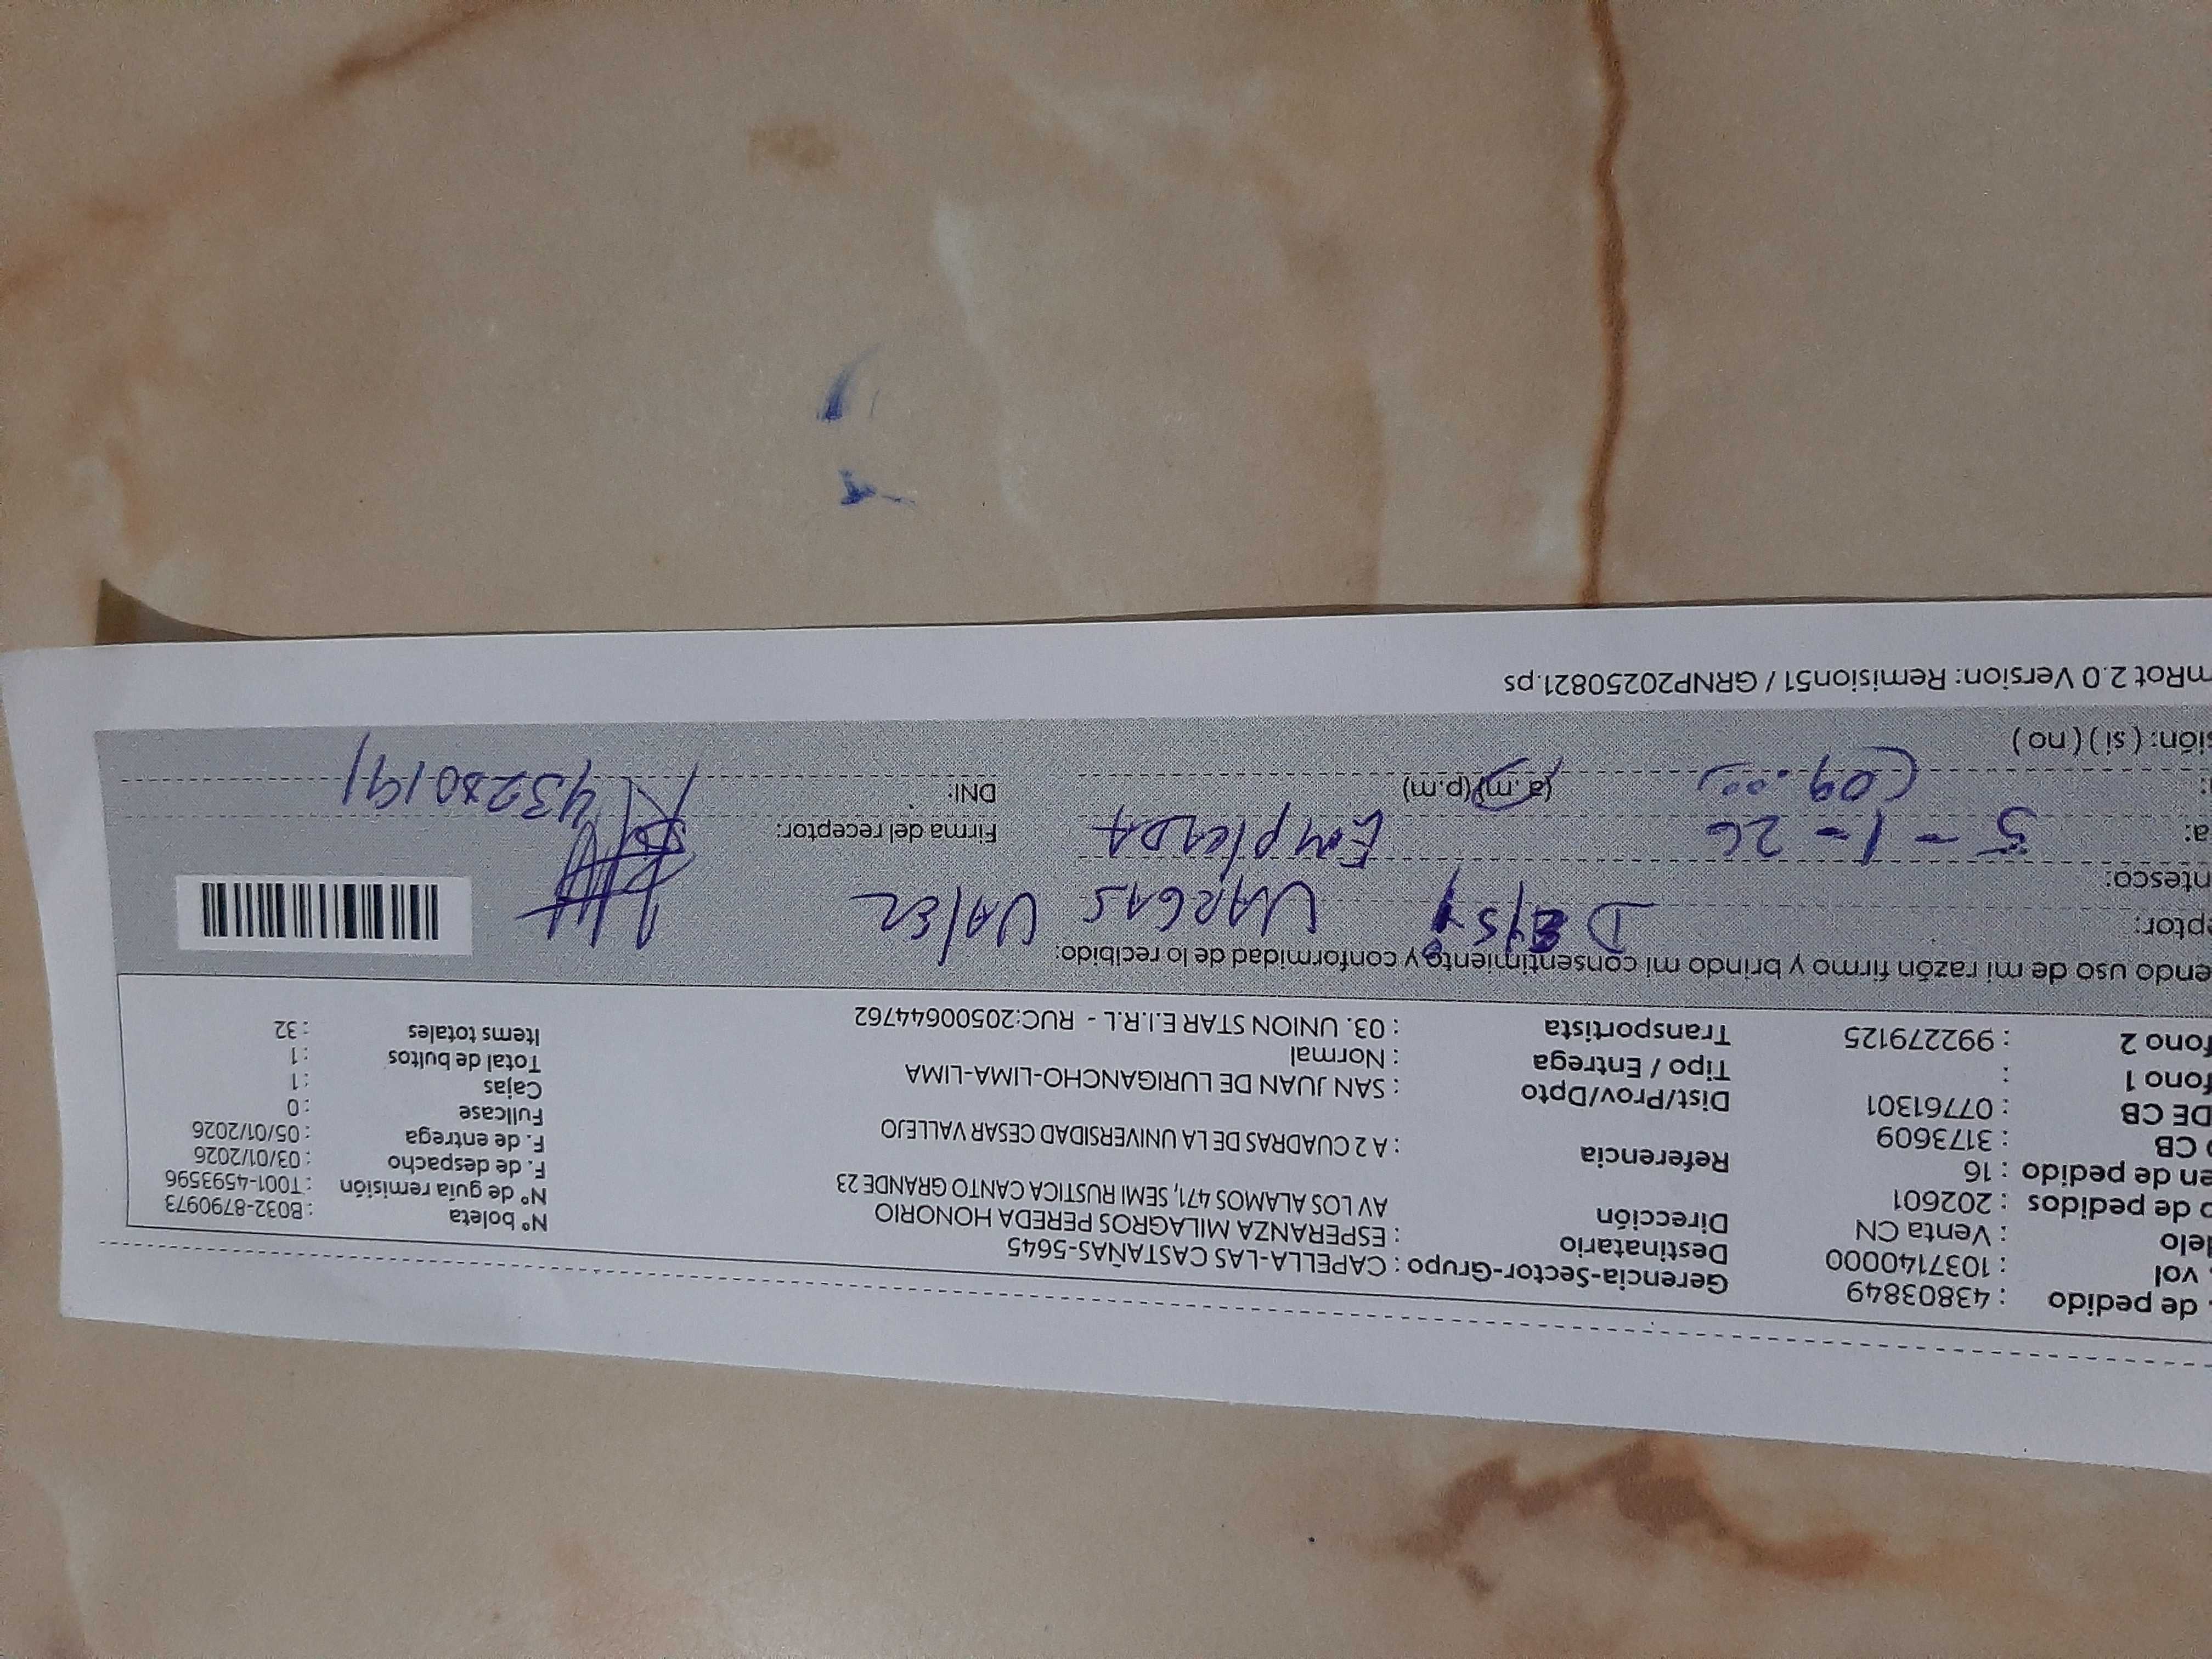 . de pedido : 43803849 Gerencia-Sector-Grupo : CAPELLA-LAS CASTAÑAS-5645 N° boleta : B032-8790973
. vol : 1037140000 Destinatario : ESPERANZA MILAGROS PEREDA HONORIO N° de guía remisión : T001-4593596
delo : Venta CN Dirección AV LOS ALAMOS 471, SEMI RUSTICA CANTO GRANDE 23 F. de despacho : 03/01/2026
o de pedidos : 202601 Referencia : A 2 CUADRAS DE LA UNIVERSIDAD CESAR VALLEJO F. de entrega : 05/01/2026
en de pedido : 16 Dist/Prov/Dpto : SAN JUAN DE LURIGANCHO-LIMA-LIMA Fullcase : 0
o CB : 3173609 Tipo / Entrega : Normal Cajas : 1
DE CB : 07761301 Transportista : 03. UNION STAR E.I.R.L - RUC:20500644762 Total de bultos : 1
fono 1 : Items totales : 32
fono 2 : 992279125
endo uso de mi razón firmo y brindo mi consentimiento y conformidad de lo recibido:
eptor: Deysy VARGAS
ntesco: EMPLEADA
a: 5-1-26 Firma del receptor:
: (09:00) (a.m)(p.m) DNI: 43280191
sión: ( si ) ( no )
mRot 2.0 Version: Remision51 / GRNP20250821.ps